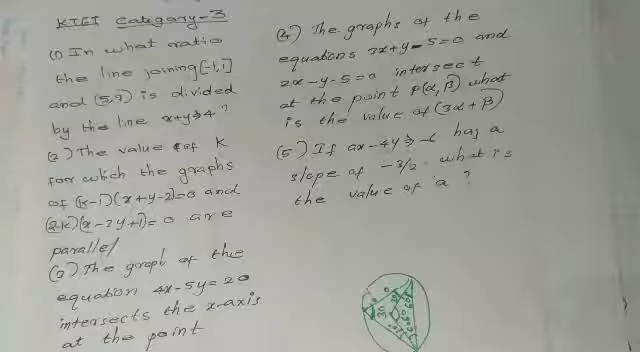 KTET Category-3
(1) In what ratio
the line joining [-1,1]
and (5,7) is divided
by the line x+y=4?
(2) The value of K
for which the graphs
of (k-1)(x+y-2)=0 and
(2-k)(x-3y+1)=0 are
parallel
(3) The graph of the
equation 4x-5y=20
intersects the x-axis
at the point
(4) The graphs of the
equations 3x+y-5=0 and
2x-y-5=0 intersect
at the point P(α, β) what
is the value of (3α+β)
(5) If ax-4y=-6 has a
slope of -3/2. what is
the value of a?